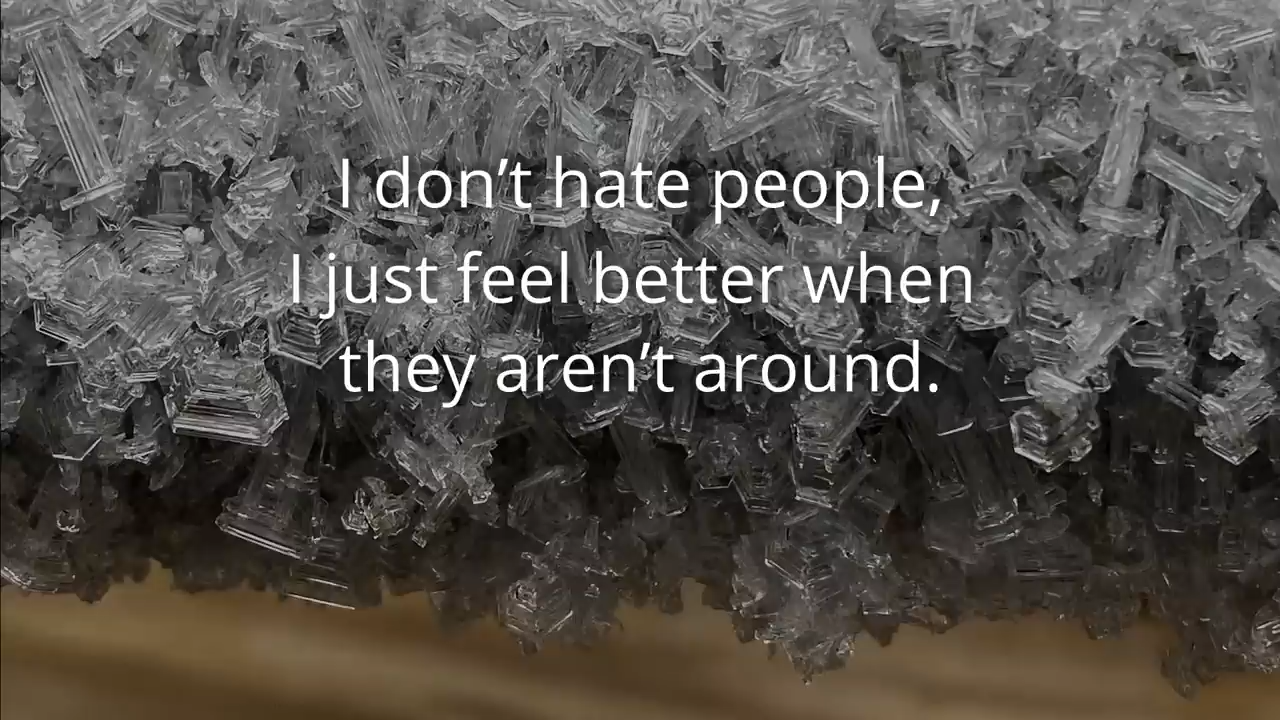 I don’t hate people,
I just feel better when
they aren’t around.